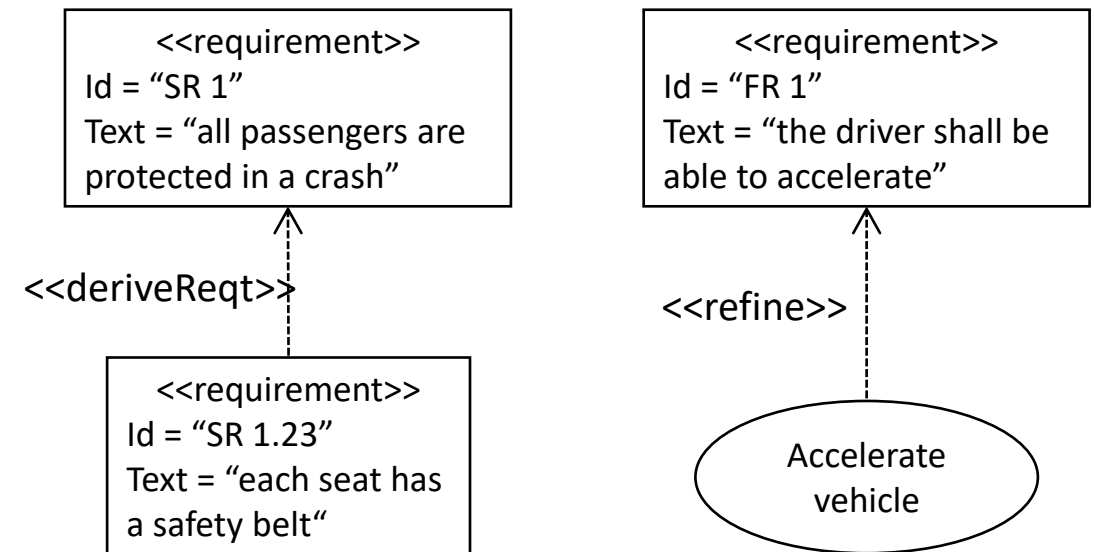 <<requirement>>
Id = “SR 1”
Text = “all passengers are
protected in a crash”
<<deriveReqt>>
<<requirement>>
Id = “SR 1.23”
Text = “each seat has
a safety belt“
<<requirement>>
Id = “FR 1”
Text = “the driver shall be
able to accelerate”
<<refine>>
Accelerate
vehicle